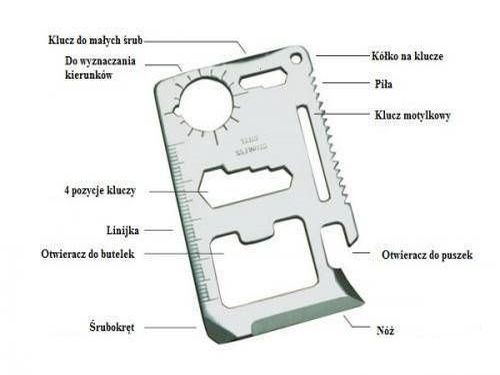 Klucz do małych śrub
Do wyznaczania
kierunków
4 pozycje kluczy
Linijka
Otwieracz do butelek
Śrubokręt
Kółko na klucze
Piła
Klucz motylkowy
Otwieracz do puszek
Nóż